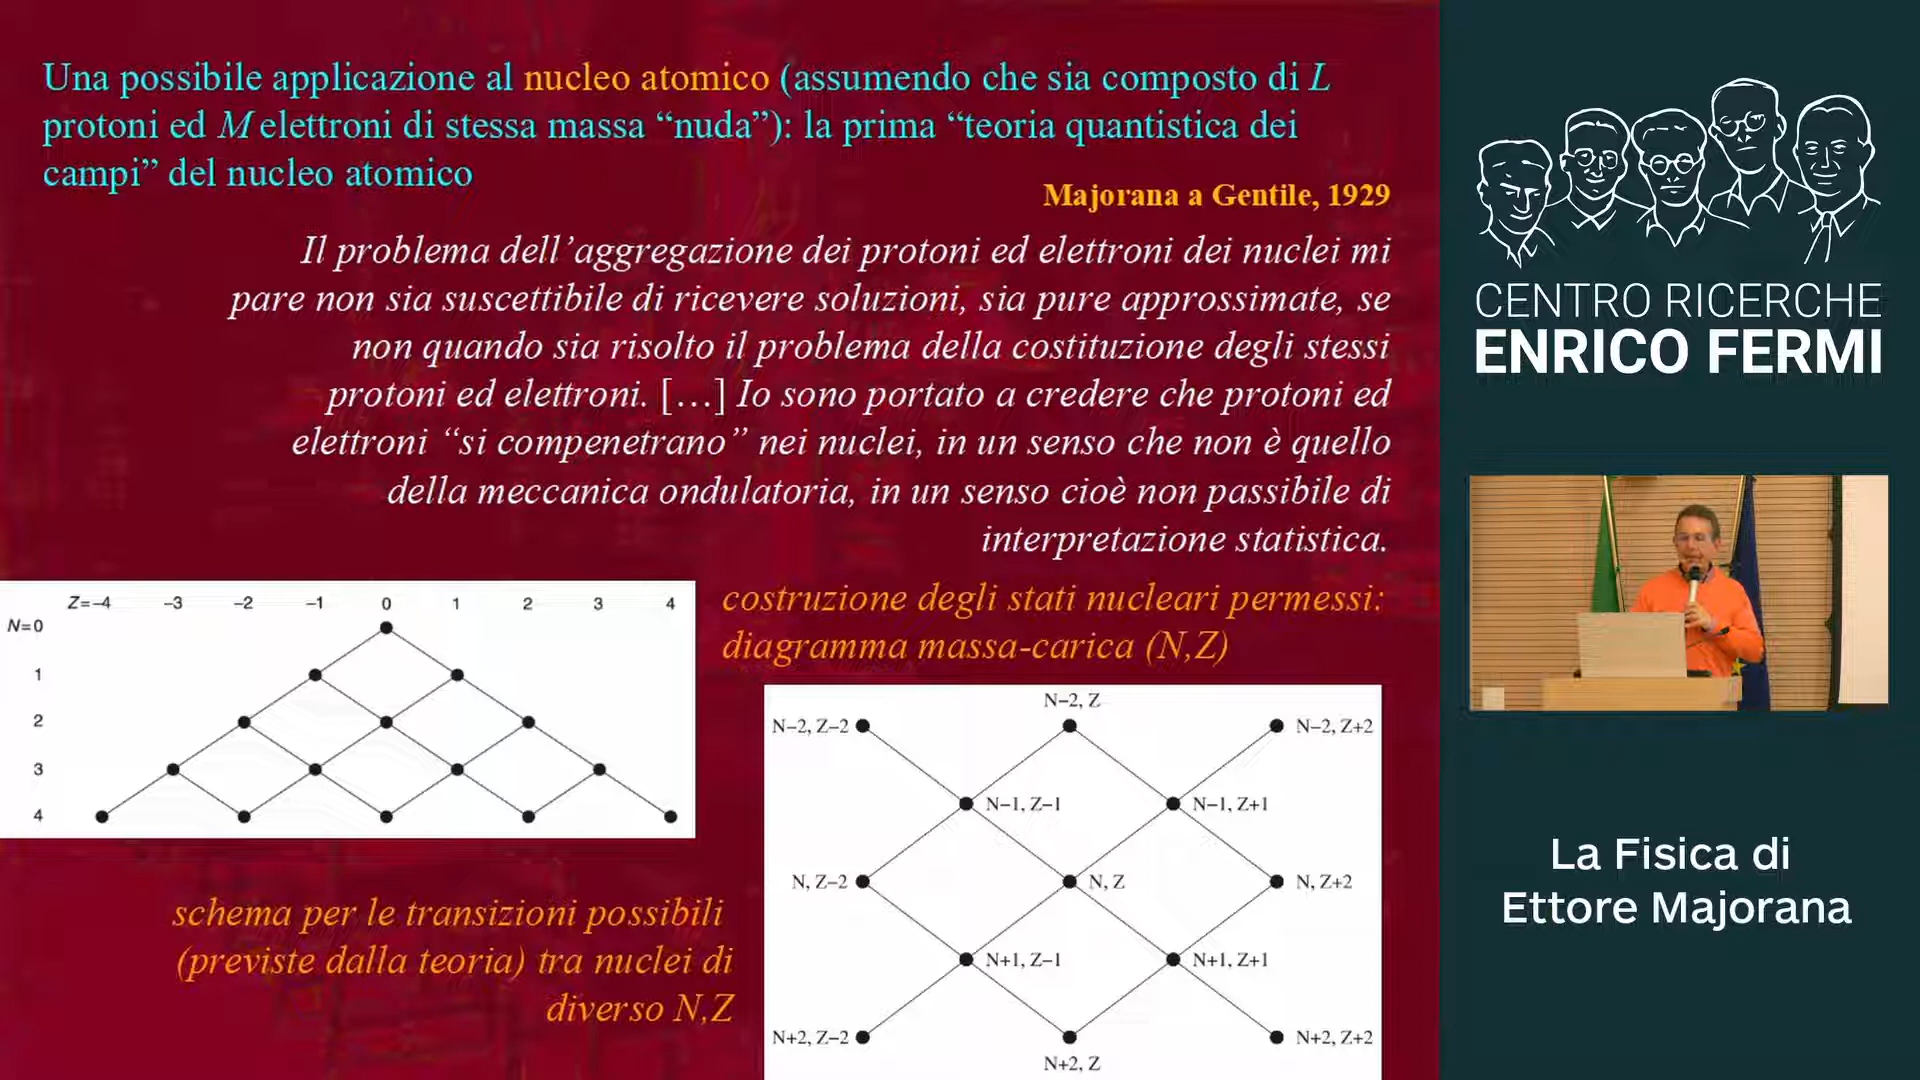 Una possibile applicazione al nucleo atomico (assumendo che sia composto di L
protoni ed M elettroni di stessa massa “nuda”): la prima “teoria quantistica dei
campi” del nucleo atomico
Majorana a Gentile, 1929
Il problema dell’aggregazione dei protoni ed elettroni dei nuclei mi
pare non sia suscettibile di ricevere soluzioni, sia pure approssimate, se
non quando sia risolto il problema della costituzione degli stessi
protoni ed elettroni. […] Io sono portato a credere che protoni ed
elettroni “si compenetrano” nei nuclei, in un senso che non è quello
della meccanica ondulatoria, in un senso cioè non passibile di
interpretazione statistica.
Z=–4 –3 –2 –1 0 1 2 3 4
N=0
1
2
3
4
costruzione degli stati nucleari permessi:
diagramma massa-carica (N,Z)
schema per le transizioni possibili
(previste dalla teoria) tra nuclei di
diverso N,Z
N–2, Z
N–2, Z–2 N–2, Z+2
N–1, Z–1 N–1, Z+1
N, Z–2 N, Z N, Z+2
N+1, Z–1 N+1, Z+1
N+2, Z–2 N+2, Z+2
N+2, Z
CENTRO RICERCHE
ENRICO FERMI
La Fisica di
Ettore Majorana